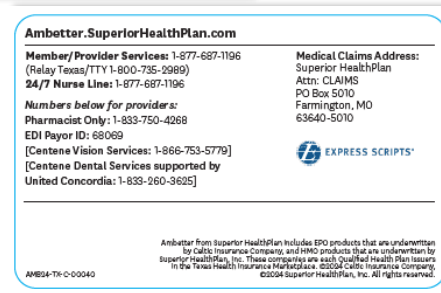 Ambetter.SuperiorHealthPlan.com
Member/Provider Services: 1-877-687-1196
(Relay Texas/TTY 1-800-735-2989)
24/7 Nurse Line: 1-877-687-1196
Numbers below for providers:
Pharmacist Only: 1-833-750-4268
EDI Payor ID: 68069
[Centene Vision Services: 1-866-753-5779]
[Centene Dental Services supported by
United Concordia: 1-833-260-3625]
Medical Claims Address:
Superior HealthPlan
Attn: CLAIMS
PO Box 5010
Farmington, MO
63640-5010
EXPRESS SCRIPTS®
Ambetter from Superior HealthPlan includes EPO products that are underwritten
by Celtic Insurance Company, and HMO products that are underwritten by
Superior HealthPlan, Inc. These companies are each Qualified Health Plan issuers
in the Texas Health Insurance Marketplace. ©2024 Celtic Insurance Company,
©2024 Superior HealthPlan, Inc. All rights reserved.
AMB24-TX-C-00040